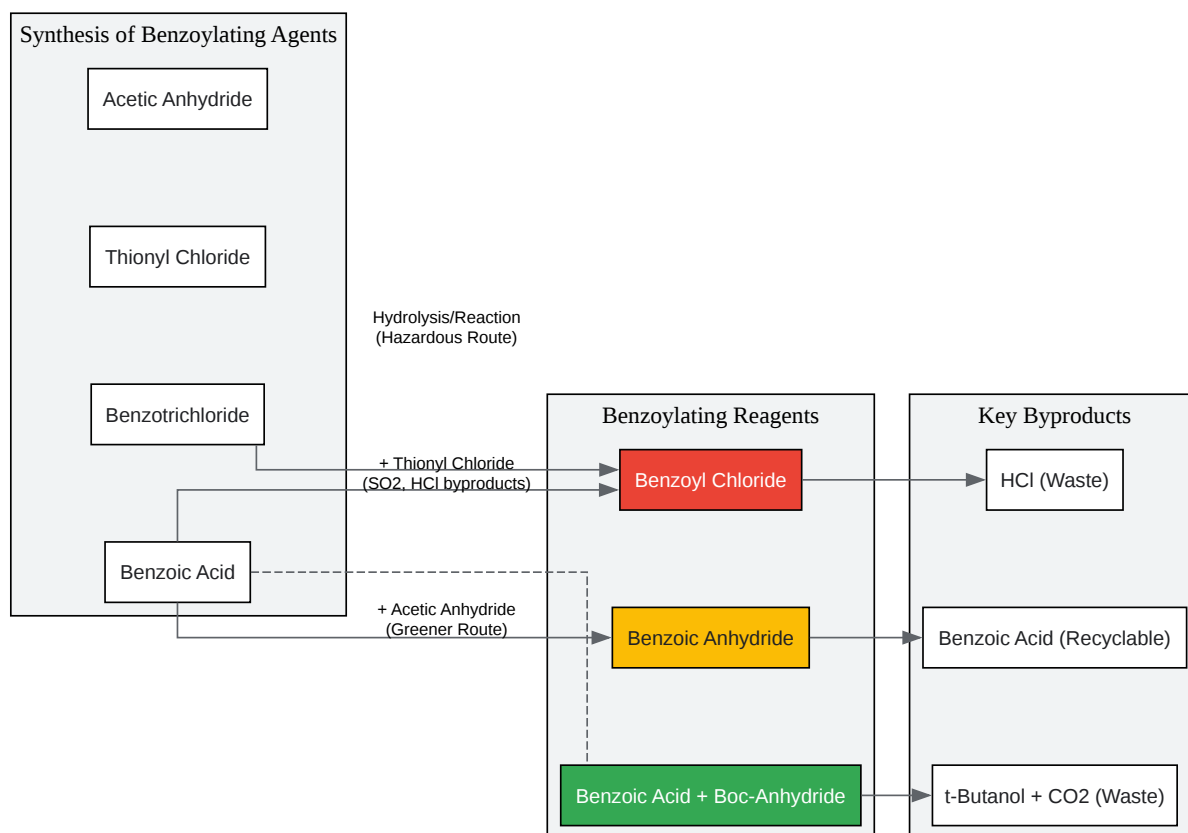 Synthesis of Benzoylating Agents
Acetic Anhydride
Thionyl Chloride
Hydrolysis/Reaction
(Hazardous Route)
Benzotrichloride
Benzoylating Reagents
Key Byproducts
+ Thionyl Chloride
(SO2, HCl byproducts)
Benzoyl Chloride
HCl (Waste)
Benzoic Acid
+ Acetic Anhydride
(Greener Route)
Benzoic Anhydride
Benzoic Acid (Recyclable)
Benzoic Acid + Boc-Anhydride
t-Butanol + CO2 (Waste)